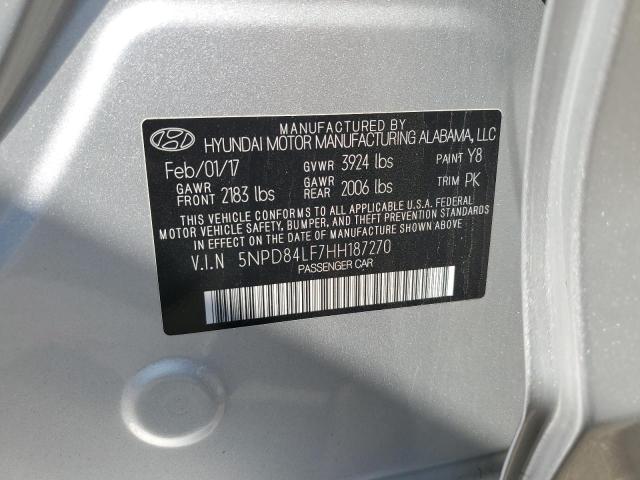 MANUFACTURED BY
HYUNDAI MOTOR MANUFACTURING ALABAMA, LLC
Feb/01/17 GVWR 3924 lbs PAINT Y8
GAWR FRONT 2183 lbs GAWR REAR 2006 lbs TRIM PK
THIS VEHICLE CONFORMS TO ALL APPLICABLE U.S.A. FEDERAL
MOTOR VEHICLE SAFETY, BUMPER, AND THEFT PREVENTION
STANDARDS IN EFFECT ON THE DATE OF MANUFACTURE SHOWN ABOVE.
V.I.N 5NPD84LF7HH187270
PASSENGER CAR